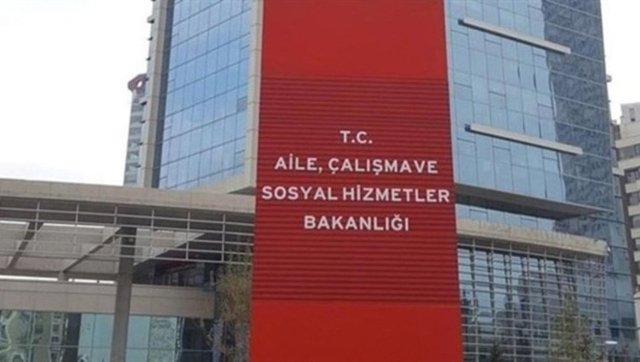 T.C.
AİLE, ÇALIŞMAVE
SOSYAL HİZMETLER
BAKANLIĞI